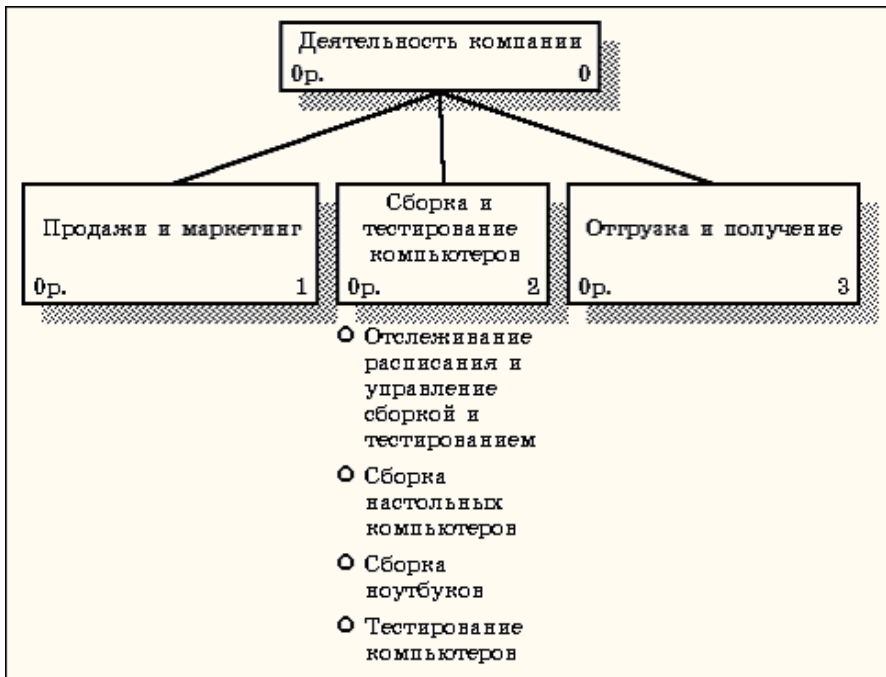 Деятельность компании
0р. 0
Продажи и маркетинг
0р. 1
Сборка и
тестирование
компьютеров
0р. 2
Отгрузка и получение
0р. 3
Отслеживание
расписания и
управление
сборкой и
тестированием
Сборка
настольных
компьютеров
Сборка
ноутбуков
Тестирование
компьютеров